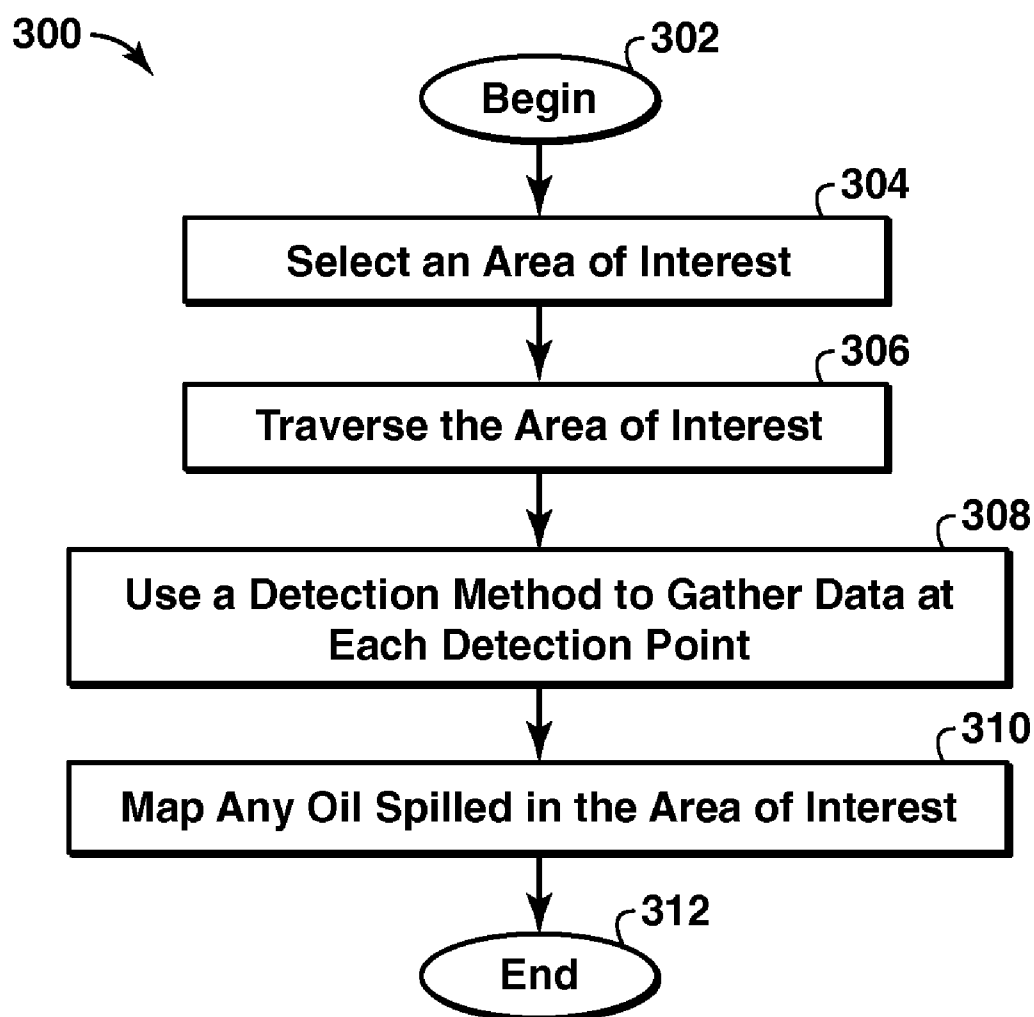 300
302
Begin
304
Select an Area of Interest
306
Traverse the Area of Interest
308
Use a Detection Method to Gather Data at
Each Detection Point
310
Map Any Oil Spilled in the Area of Interest
312
End